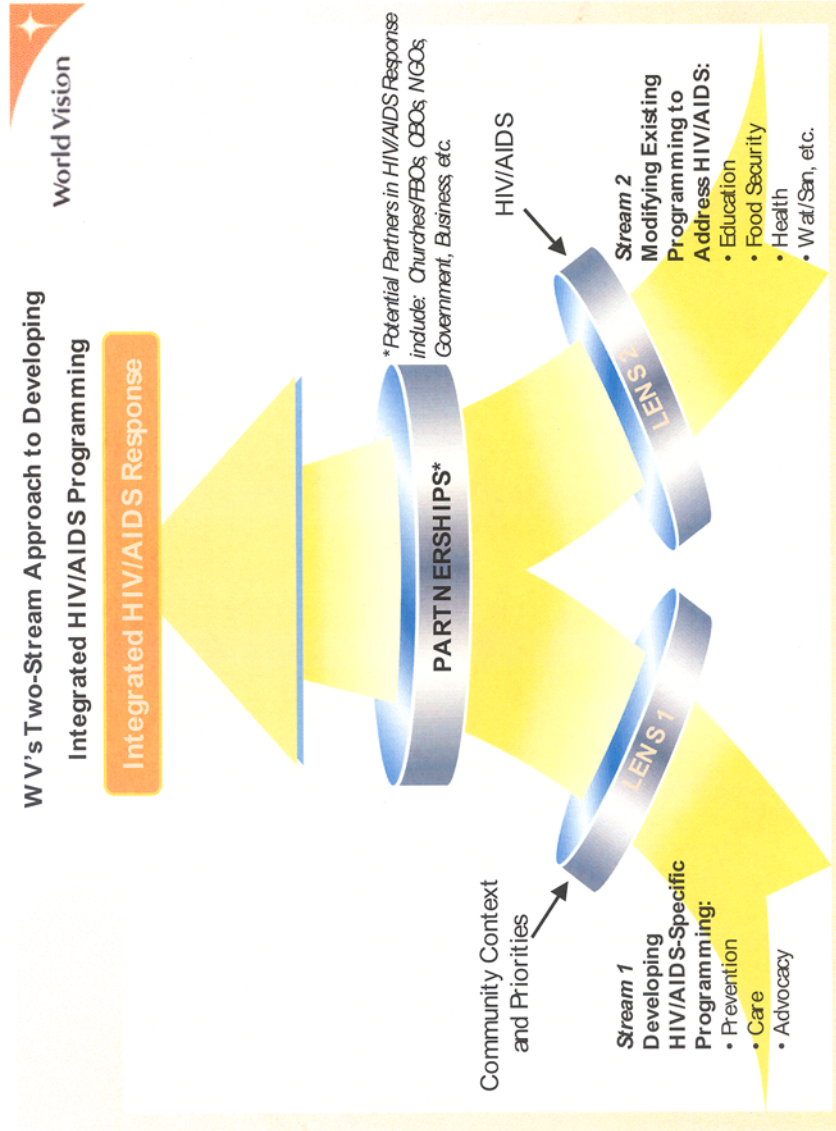 World Vision
WV's Two-Stream Approach to Developing
Integrated HIV/AIDS Programming
Integrated HIV/AIDS Response
* Potential Partners in HIV/AIDS Response
include: Churches/FBOs, CBOs, NGOs,
Government, Business, etc.
PARTNERSHIPS*
Community Context
and Priorities
HIV/AIDS
LENS 1
LENS 2
Stream 1
Developing
HIV/AIDS-Specific
Programming:
• Prevention
• Care
• Advocacy
Stream 2
Modifying Existing
Programming to
Address HIV/AIDS:
• Education
• Food Security
• Health
• Wat/San, etc.